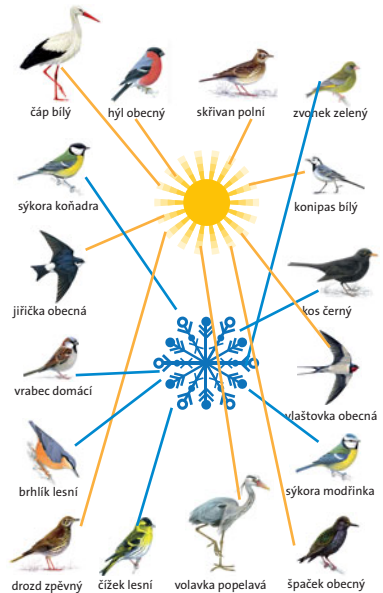 čáp bílý
hýl obecný
skřivan polní
zvonek zelený
sýkora koňadra
konipas bílý
jiřička obecná
kos černý
vrabec domácí
vlaštovka obecná
brhlík lesní
sýkora modřinka
drozd zpěvný
čížek lesní
volavka popelavá
špaček obecný